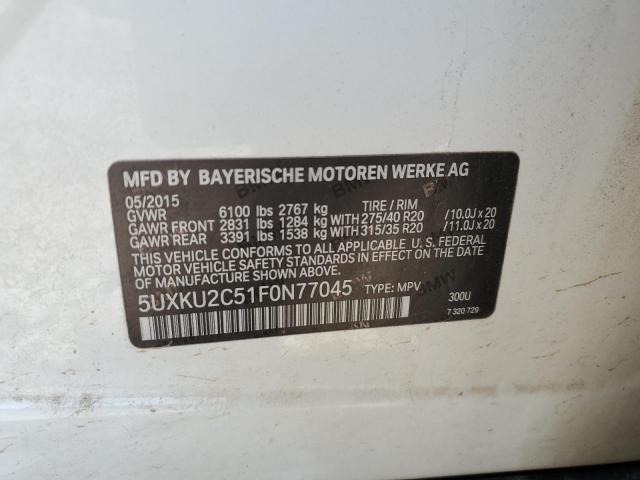 MFD BY BAYERISCHE MOTOREN WERKE AG
05/2015
GVWR 6100 lbs 2767 kg TIRE / RIM
GAWR FRONT 2831 lbs 1284 kg WITH 275/40 R20 / 10.0J x 20
GAWR REAR 3391 lbs 1538 kg WITH 315/35 R20 / 11.0J x 20
THIS VEHICLE CONFORMS TO ALL APPLICABLE U. S. FEDERAL
MOTOR VEHICLE SAFETY STANDARDS IN EFFECT ON THE DATE
OF MANUFACTURE SHOWN ABOVE.
5UXKU2C51F0N77045 TYPE: MPV 300U
7 320 729